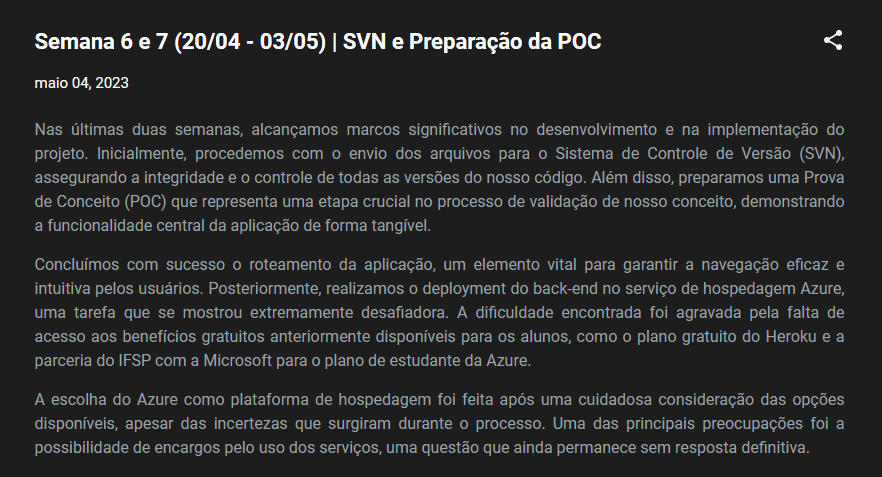 Semana 6 e 7 (20/04 - 03/05) | SVN e Preparação da POC
maio 04, 2023
Nas últimas duas semanas, alcançamos marcos significativos no desenvolvimento e na implementação do
projeto. Inicialmente, procedemos com o envio dos arquivos para o Sistema de Controle de Versão (SVN),
assegurando a integridade e o controle de todas as versões do nosso código. Além disso, preparamos uma Prova
de Conceito (POC) que representa uma etapa crucial no processo de validação de nosso conceito, demonstrando
a funcionalidade central da aplicação de forma tangível.
Concluímos com sucesso o roteamento da aplicação, um elemento vital para garantir a navegação eficaz e
intuitiva pelos usuários. Posteriormente, realizamos o deployment do back-end no serviço de hospedagem Azure,
uma tarefa que se mostrou extremamente desafiadora. A dificuldade encontrada foi agravada pela falta de
acesso aos benefícios gratuitos anteriormente disponíveis para os alunos, como o plano gratuito do Heroku e a
parceria do IFSP com a Microsoft para o plano de estudante da Azure.
A escolha do Azure como plataforma de hospedagem foi feita após uma cuidadosa consideração das opções
disponíveis, apesar das incertezas que surgiram durante o processo. Uma das principais preocupações foi a
possibilidade de encargos pelo uso dos serviços, uma questão que ainda permanece sem resposta definitiva.